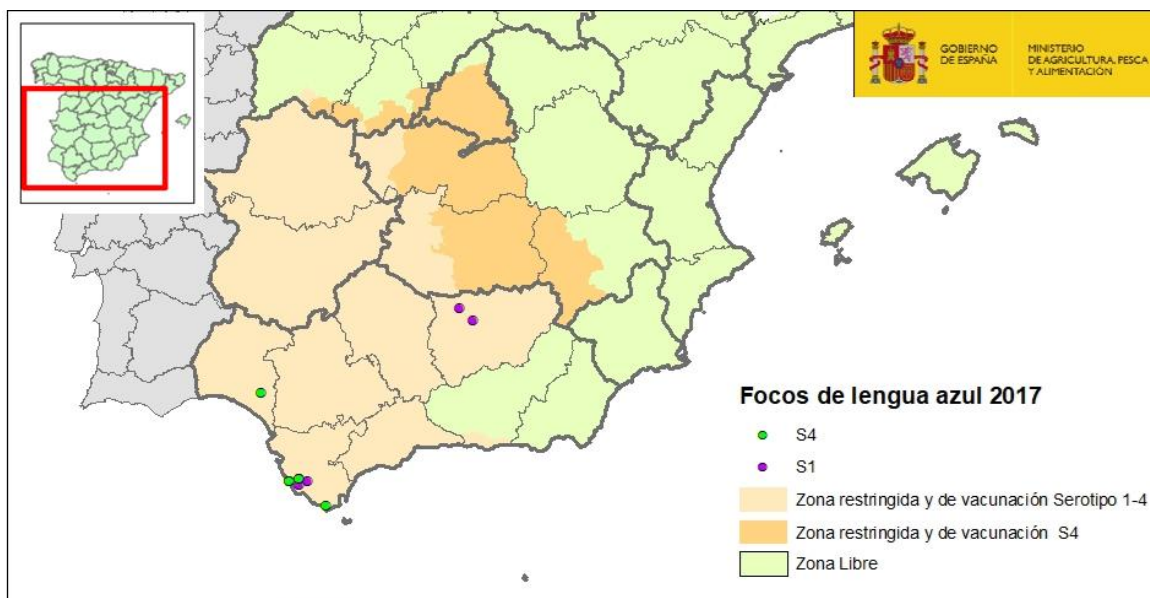 GOBIERNO
DE ESPAÑA
MINISTERIO
DE AGRICULTURA, PESCA
Y ALIMENTACIÓN
Focos de lengua azul 2017
S4
S1
Zona restringida y de vacunación Serotipo 1-4
Zona restringida y de vacunación S4
Zona Libre